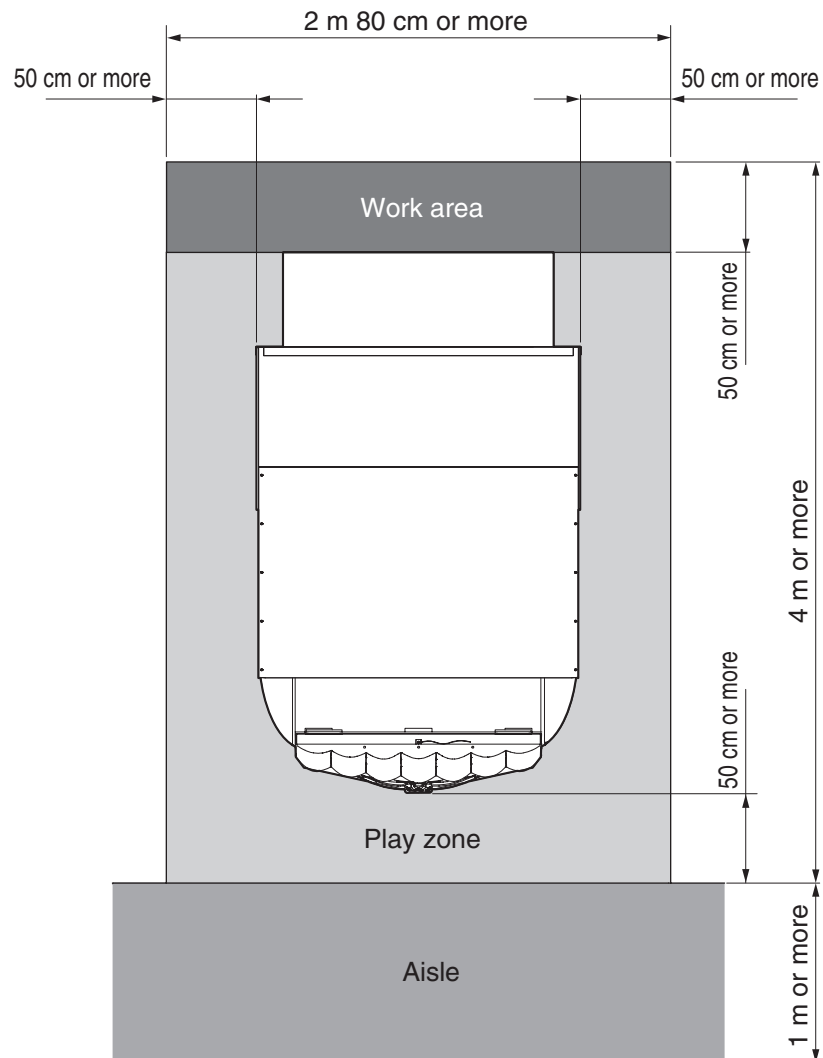 2 m 80 cm or more
50 cm or more
50 cm or more
Work area
50 cm or more
4 m or more
50 cm or more
Play zone
Aisle
1 m or more